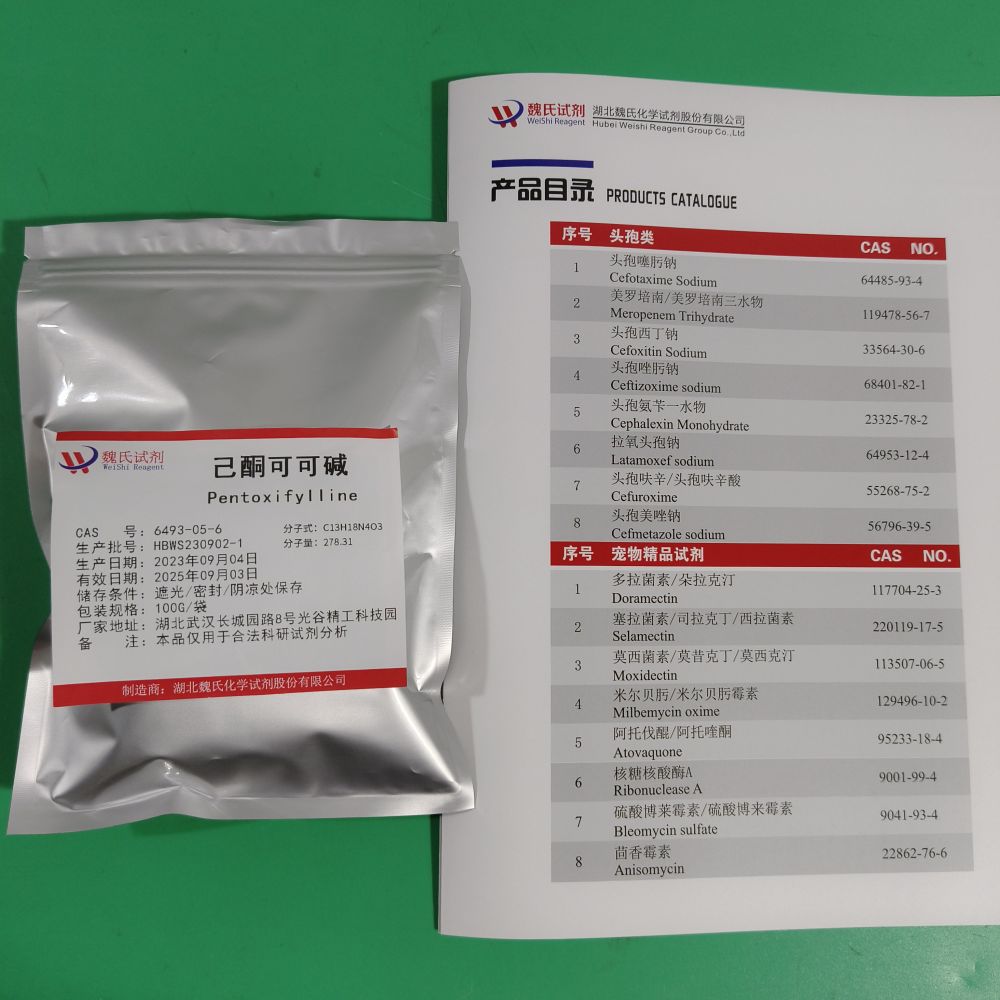 魏氏试剂
WeiShi Reagent
己酮可可碱
Pentoxifylline
CAS 号：6493-05-6
分子式：C13H18N4O3
生产批号：HBWS230902-1
分子量：278.31
生产日期：2023年09月04日
有效日期：2025年09月03日
储存条件：遮光/密封/阴凉处保存
包装规格：100G/袋
厂家地址：湖北武汉长城园路8号光谷精工科技园
备 注：本品仅用于合法科研试剂分析
制造商：湖北魏氏化学试剂股份有限公司
魏氏试剂
WeiShi Reagent
湖北魏氏化学试剂股份有限公司
Hubei Weishi Reagent Group Co.,Ltd
产品目录 PRODUCTS CATALOGUE
序号 头孢类 CAS NO.
1 头孢噻肟钠
Cefotaxime Sodium 64485-93-4
2 美罗培南/美罗培南三水物
Meropenem Trihydrate 119478-56-7
3 头孢西丁钠
Cefoxitin Sodium 33564-30-6
4 头孢唑肟钠
Ceftizoxime sodium 68401-82-1
5 头孢氨苄一水物
Cephalexin Monohydrate 23325-78-2
6 拉氧头孢钠
Latamoxef sodium 64953-12-4
7 头孢呋辛/头孢呋辛酸
Cefuroxime 55268-75-2
8 头孢美唑钠
Cefmetazole sodium 56796-39-5
序号 宠物精品试剂 CAS NO.
1 多拉菌素/朵拉克汀
Doramectin 117704-25-3
2 塞拉菌素/司拉克丁/西拉菌素
Selamectin 220119-17-5
3 莫西菌素/莫昔克丁/莫西克汀
Moxidectin 113507-06-5
4 米尔贝肟/米尔贝肟霉素
Milbemycin oxime 129496-10-2
5 阿托伐醌/阿托喹酮
Atovaquone 95233-18-4
6 核糖核酸酶A
Ribonuclease A 9001-99-4
7 硫酸博莱霉素/硫酸博来霉素
Bleomycin sulfate 9041-93-4
8 茴香霉素
Anisomycin 22862-76-6